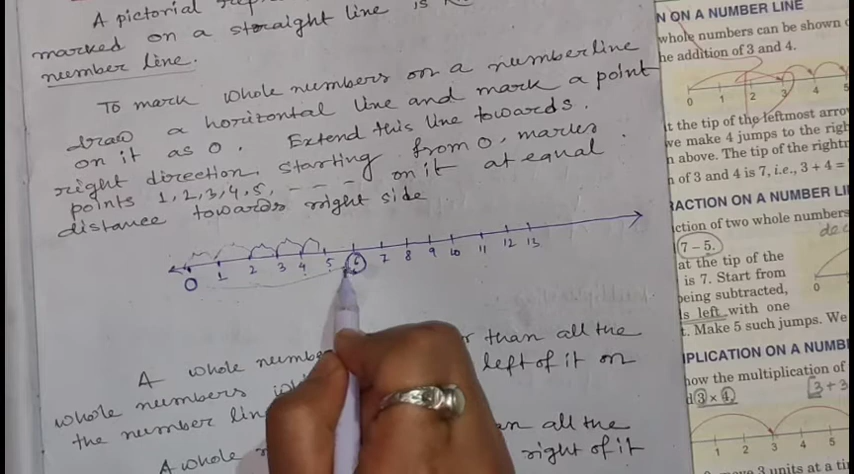 A pictorial
marked on a straight line is
number line.
To mark whole numbers on a numberline
draw a horizontal line and mark a point
on it as 0. Extend this line towards.
right direction, starting from 0, marks
points 1, 2, 3, 4, 5, - - - on it at equal
distance towards right side
0 1 2 3 4 5 6 7 8 9 10 11 12 13
A whole than all the
whole numbers left of it on
the number
A whole all the
right of it
N ON A NUMBER LINE
whole numbers can be shown
he addition of 3 and 4.
0 1 2 3 4 5
t the tip of the leftmost
we make 4 jumps to the
n above. The tip of the
n of 3 and 4 is 7, i.e., 3 + 4 =
ACTION ON A NUMBER
ction of two whole numbers
7 – 5.
at the tip of the
is 7. Start from
being subtracted,
s left with one
t. Make 5 such jumps. We
0
IPLICATION ON A
how the multiplication of
3 × 4.
3 + 3
1 2 3 4 5
3 units at a